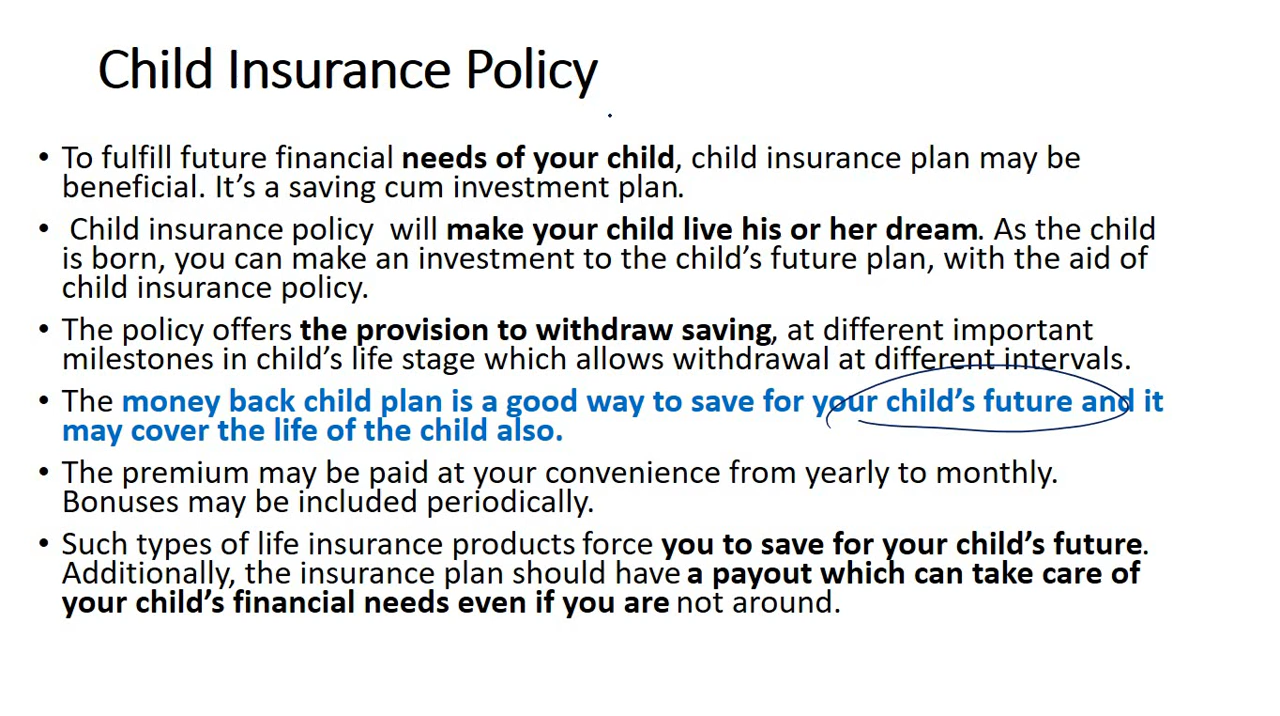 Child Insurance Policy
• To fulfill future financial needs of your child, child insurance plan may be
beneficial. It’s a saving cum investment plan.
• Child insurance policy will make your child live his or her dream. As the child
is born, you can make an investment to the child’s future plan, with the aid of
child insurance policy.
• The policy offers the provision to withdraw saving, at different important
milestones in child’s life stage which allows withdrawal at different intervals.
• The money back child plan is a good way to save for your child’s future and it
may cover the life of the child also.
• The premium may be paid at your convenience from yearly to monthly.
Bonuses may be included periodically.
• Such types of life insurance products force you to save for your child’s future.
Additionally, the insurance plan should have a payout which can take care of
your child’s financial needs even if you are not around.